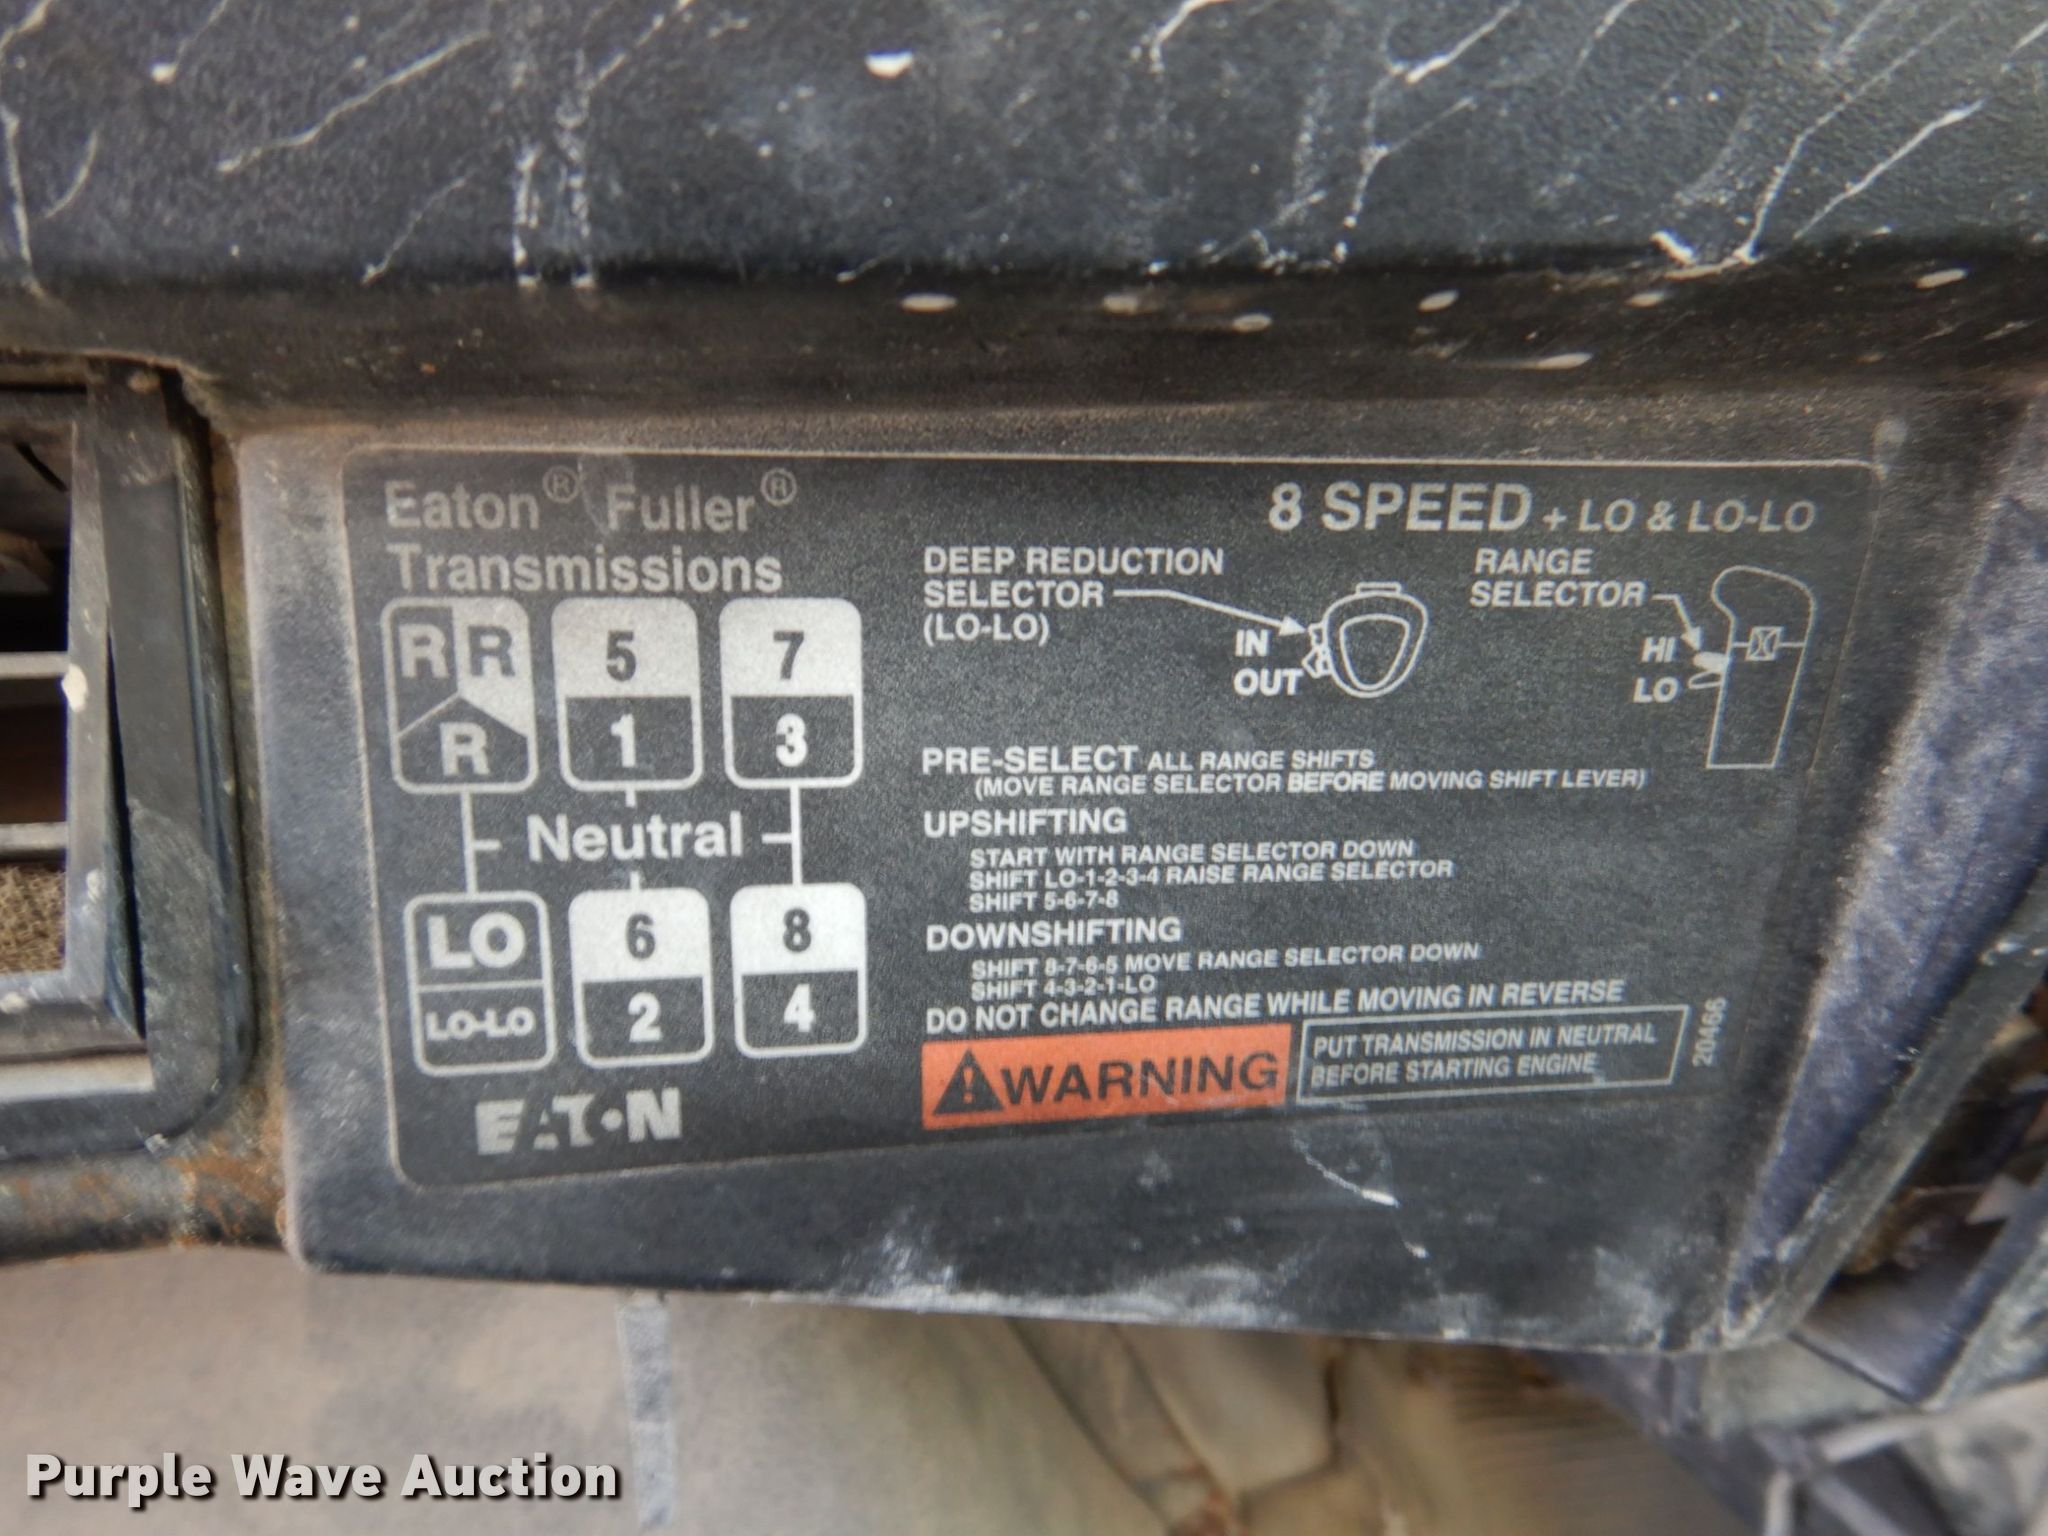 Eaton® Fuller®
Transmissions
8 SPEED + LO & LO-LO
R R
R
5
1
7
3
Neutral
LO
LO-LO
6
2
8
4
EATON
DEEP REDUCTION
SELECTOR
(LO-LO)
IN
OUT
RANGE
SELECTOR
HI
LO
PRE-SELECT ALL RANGE SHIFTS
(MOVE RANGE SELECTOR BEFORE MOVING SHIFT LEVER)
UPSHIFTING
START WITH RANGE SELECTOR DOWN
SHIFT LO-1-2-3-4 RAISE RANGE SELECTOR
SHIFT 5-6-7-8
DOWNSHIFTING
SHIFT 8-7-6-5 MOVE RANGE SELECTOR DOWN
SHIFT 4-3-2-1-LO
DO NOT CHANGE RANGE WHILE MOVING IN REVERSE
WARNING
PUT TRANSMISSION IN NEUTRAL
BEFORE STARTING ENGINE
20466
Purple Wave Auction